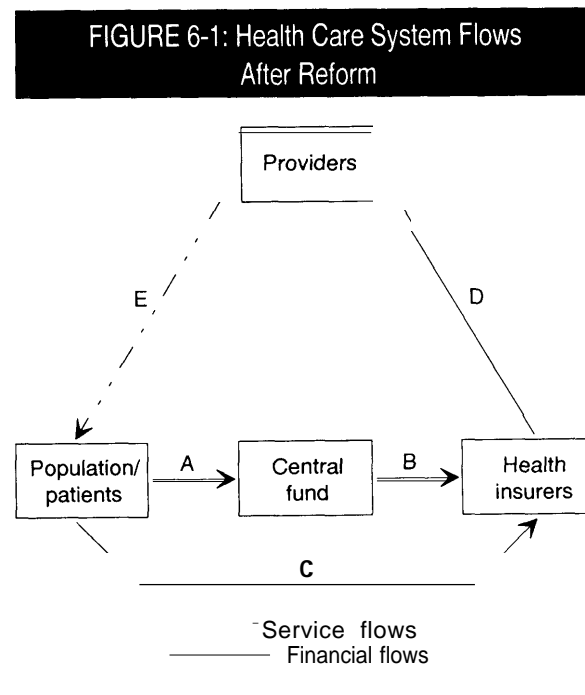 FIGURE 6-1: Health Care System Flows
After Reform
Providers
E
D
Population/
patients
A
Central
fund
B
Health
insurers
C
Service flows
Financial flows